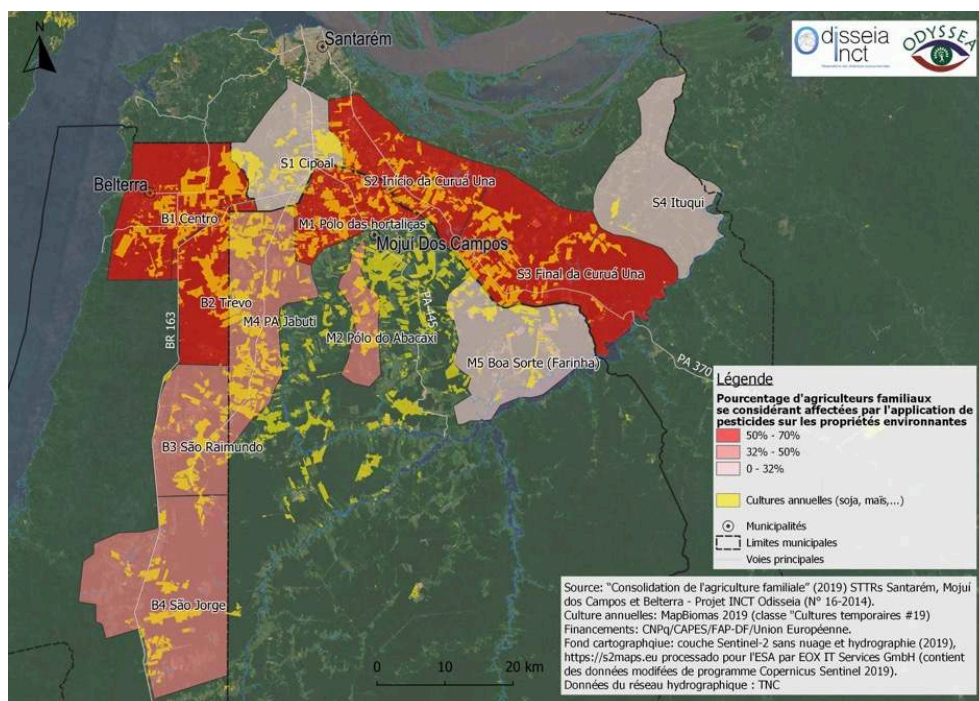 N
Santarém
Odisseia
Inct
ODYSSEA
S1 Cipoal
S2 Início da Curuá Una
S4 Ituqui
Belterra
B1 Centro
M1 Pólo das hortaliças
Mojuí Dos Campos
S3 Final da Curuá Una
B2 Trevo
M4 PA Jabuti
BR 163
M2 Pólo do Abacaxi
PA 445
M5 Boa Sorte (Farinha)
PA 370
B3 São Raimundo
B4 São Jorge
Légende
Pourcentage d'agriculteurs familiaux
se considérant affectées par l'application de
pesticides sur les propriétés environnantes
50% - 70%
32% - 50%
0 - 32%
Cultures annuelles (soja, maïs,...)
Municipalités
Limites municipales
Voies principales
Source: "Consolidation de l'agriculture familiale" (2019) STTRs Santarém, Mojuí
dos Campos et Belterra - Projet INCT Odisseia (N° 16-2014).
Culture annuelles: MapBiomas 2019 (classe "Cultures temporaires #19)
Financements: CNPq/CAPES/FAP-DF/Union Européenne.
Fond cartographqiue: couche Sentinel-2 sans nuage et hydrographie (2019),
https://s2maps.eu processado pour l'ESA par EOX IT Services GmbH (contient
des données modifées de programme Copernicus Sentinel 2019).
Données du réseau hydrographique : TNC
0 10 20 km